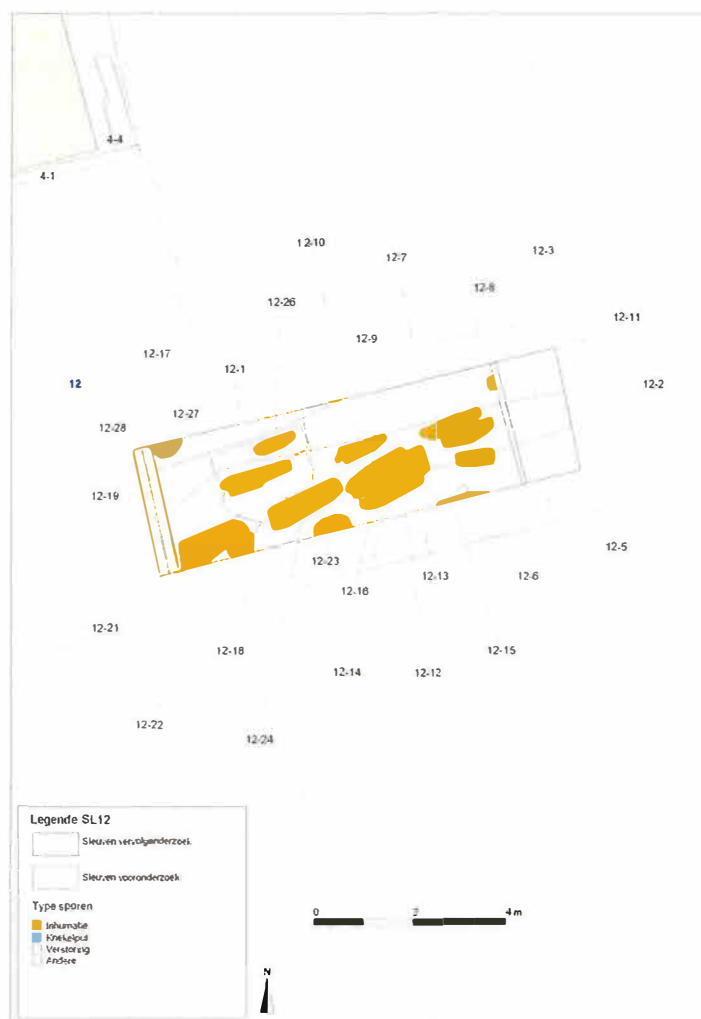 4-4
4-1
12-10
12-7
12-3
12-8
12-26
12-11
12-9
12-17
12-1
12
12-2
12-27
12-28
12-19
12-5
12-23
12-13
12-6
12-16
12-21
12-18
12-15
12-14
12-12
12-22
12-24
Legende SL12
Sleuven vervolgonderzoek
Sleuven vooronderzoek
Type sporen
Inhumatie
Knekelput
Verstoring
Andere
0 2 4 m
N